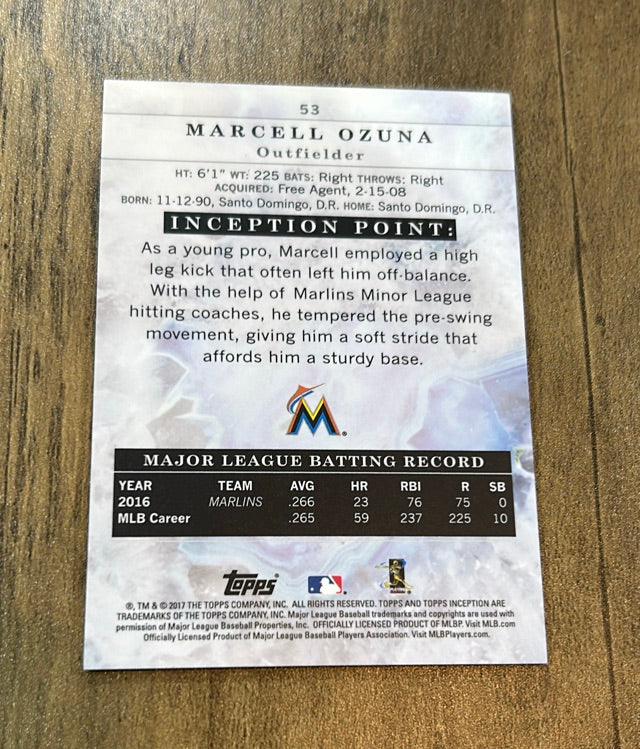 53
MARCELL OZUNA
Outfielder
HT: 6'1" WT: 225 BATS: Right THROWS: Right
ACQUIRED: Free Agent, 2-15-08
BORN: 11-12-90, Santo Domingo, D.R. HOME: Santo Domingo, D.R.
INCEPTION POINT:
As a young pro, Marcell employed a high
leg kick that often left him off-balance.
With the help of Marlins Minor League
hitting coaches, he tempered the pre-swing
movement, giving him a soft stride that
affords him a sturdy base.
M®
MAJOR LEAGUE BATTING RECORD
YEAR TEAM AVG HR RBI R SB
2016 MARLINS .266 23 76 75 0
MLB Career .265 59 237 225 10
topps®
®, TM & © 2017 THE TOPPS COMPANY, INC. ALL RIGHTS RESERVED. TOPPS AND TOPPS INCEPTION ARE
TRADEMARKS OF THE TOPPS COMPANY, INC. Major League Baseball trademarks and copyrights are used with
permission of Major League Baseball Properties, Inc. OFFICIALLY LICENSED PRODUCT OF MLBP. Visit MLB.com
Officially Licensed Product of Major League Baseball Players Association. Visit MLBPlayers.com.